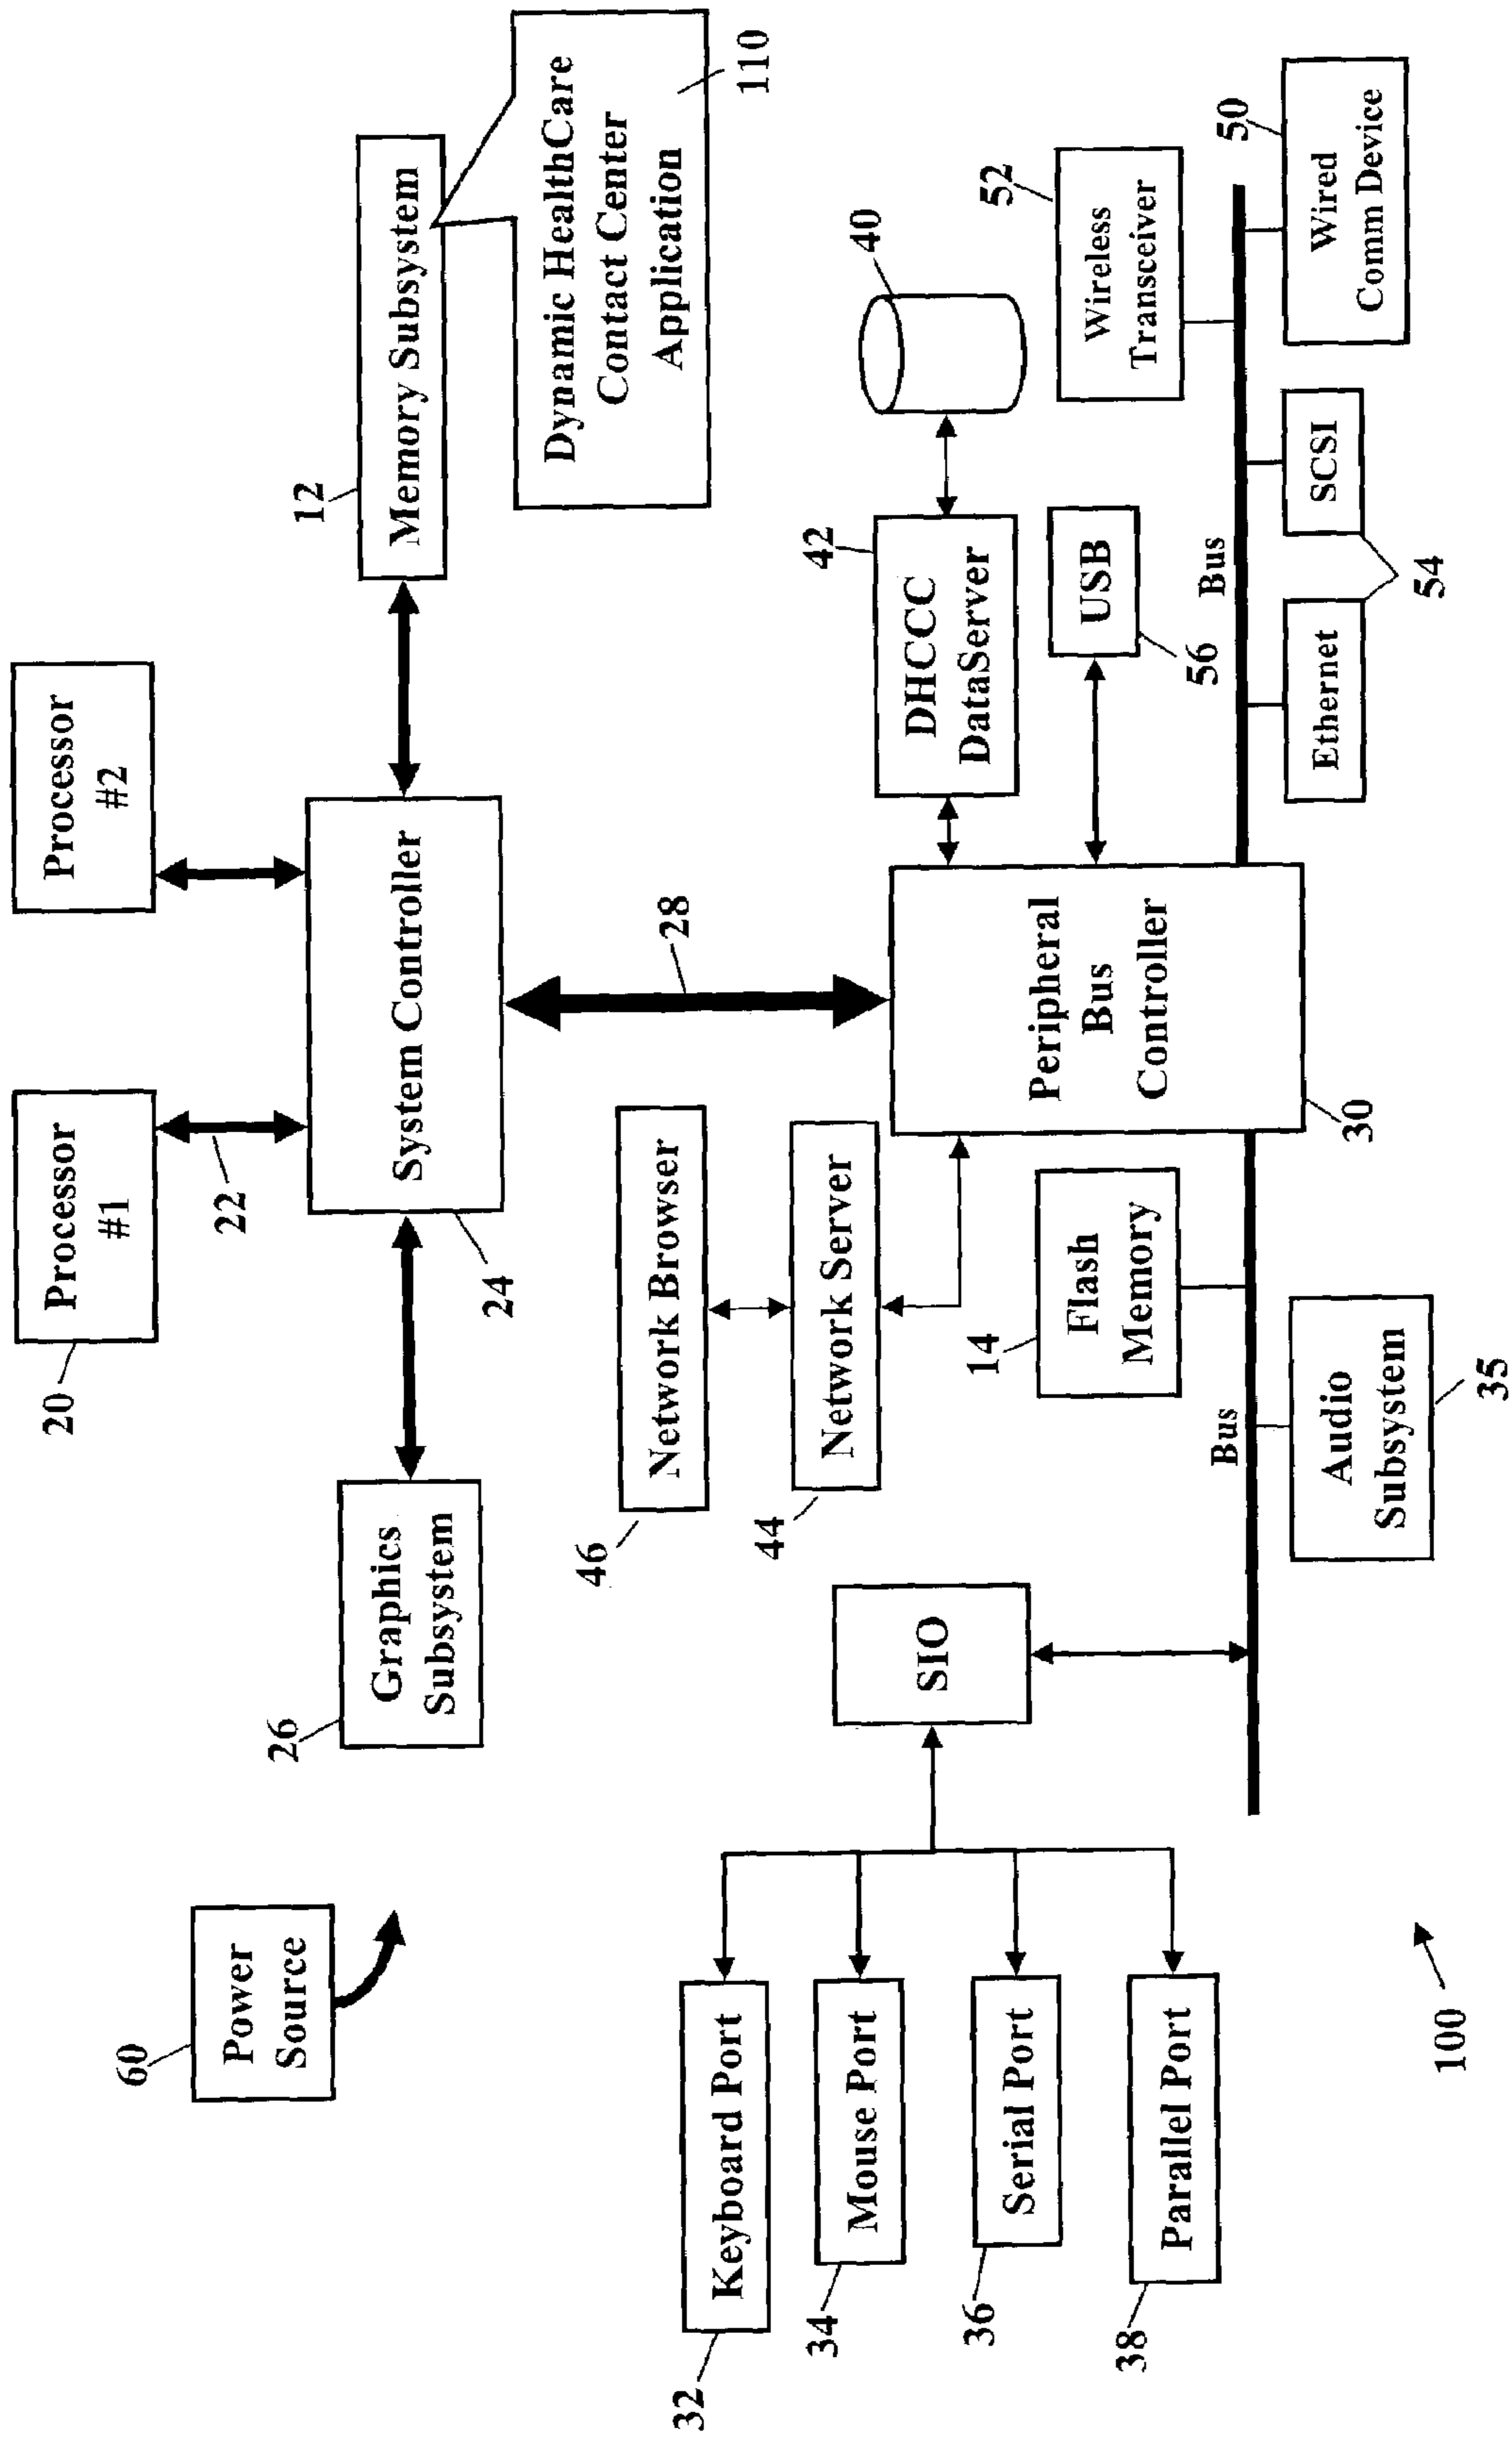 Processor
#1
20
22
Processor
#2
System Controller
24
Graphics
Subsystem
26
12
Memory Subsystem
Dynamic HealthCare
Contact Center
Application
110
28
60
Power
Source
Network Browser
46
Network Server
44
42
DHCCC
DataServer
40
USB
56
Peripheral
Bus
Controller
30
52
Wireless
Transceiver
14
Flash
Memory
SIO
Keyboard Port
32
Mouse Port
34
Serial Port
36
Parallel Port
38
Bus
Bus
Audio
Subsystem
35
Ethernet
SCSI
54
50
Wired
Comm Device
100